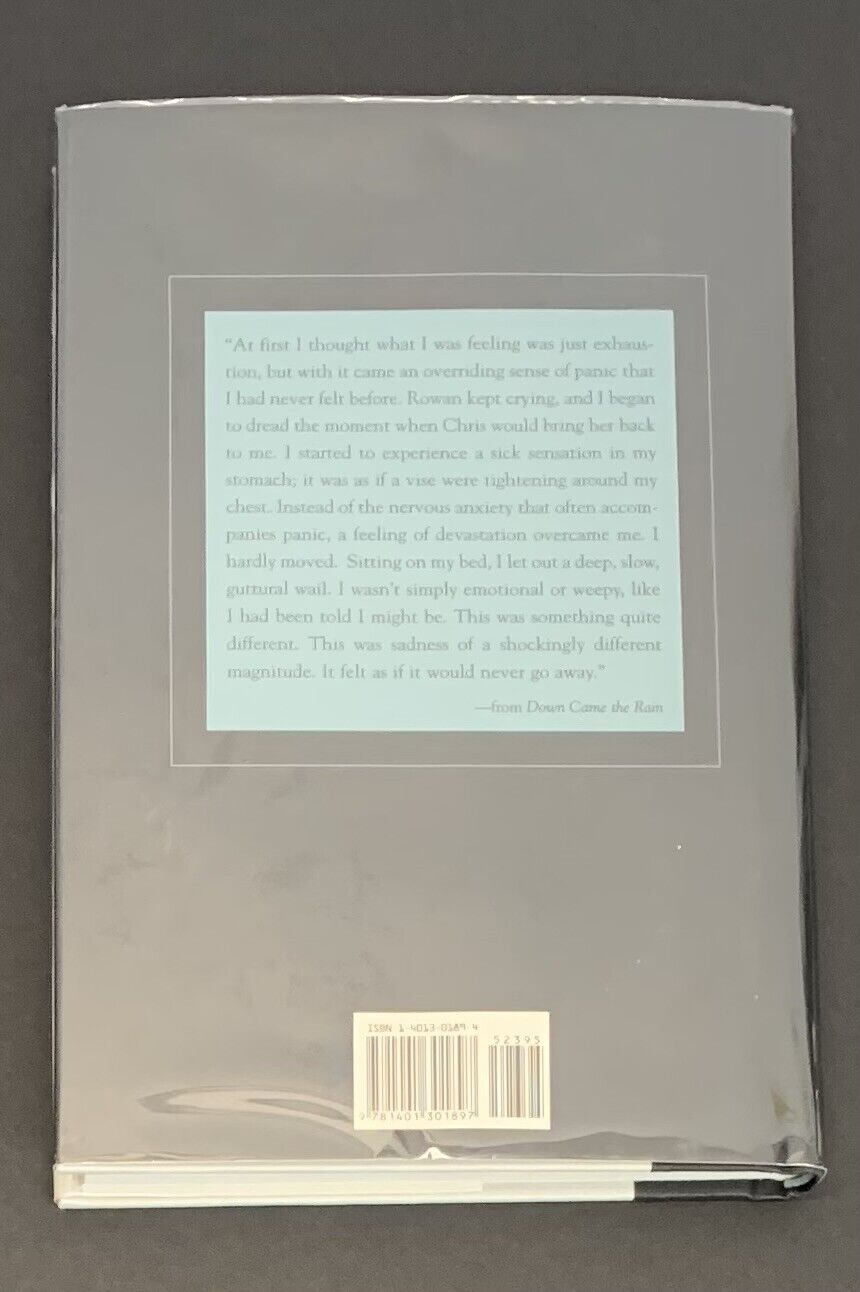 “At first I thought what I was feeling was just exhaus-
tion, but with it came an overriding sense of panic that
I had never felt before. Rowan kept crying, and I began
to dread the moment when Chris would bring her back
to me. I started to experience a sick sensation in my
stomach; it was as if a vise were tightening around my
chest. Instead of the nervous anxiety that often accom-
panies panic, a feeling of devastation overcame me. I
hardly moved. Sitting on my bed, I let out a deep, slow,
guttural wail. I wasn't simply emotional or weepy, like
I had been told I might be. This was something quite
different. This was sadness of a shockingly different
magnitude. It felt as if it would never go away.”
—from Down Came the Rain
ISBN 1-4013-0189-4
52395
9 781401 301897